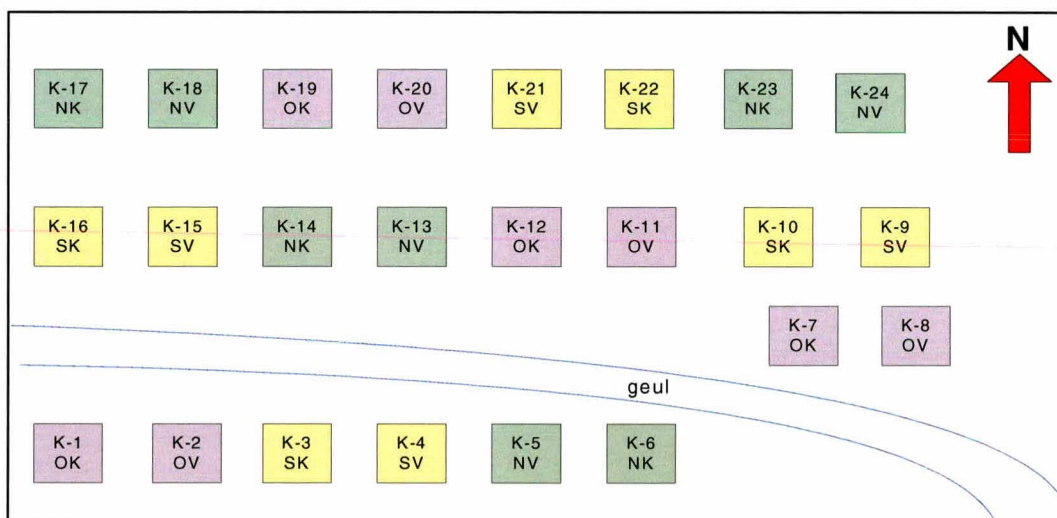 N
K-17
NK
K-18
NV
K-19
OK
K-20
OV
K-21
SV
K-22
SK
K-23
NK
K-24
NV
K-16
SK
K-15
SV
K-14
NK
K-13
NV
K-12
OK
K-11
OV
K-10
SK
K-9
SV
K-7
OK
K-8
OV
geul
K-1
OK
K-2
OV
K-3
SK
K-4
SV
K-5
NV
K-6
NK